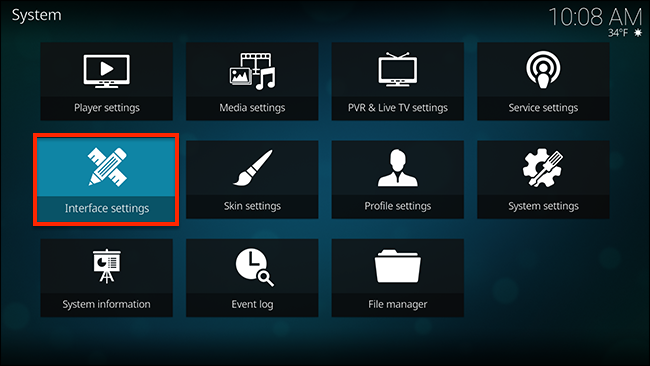 System
10:08 AM
34°F
Player settings
Media settings
PVR & Live TV settings
Service settings
Interface settings
Skin settings
Profile settings
System settings
System information
Event log
File manager